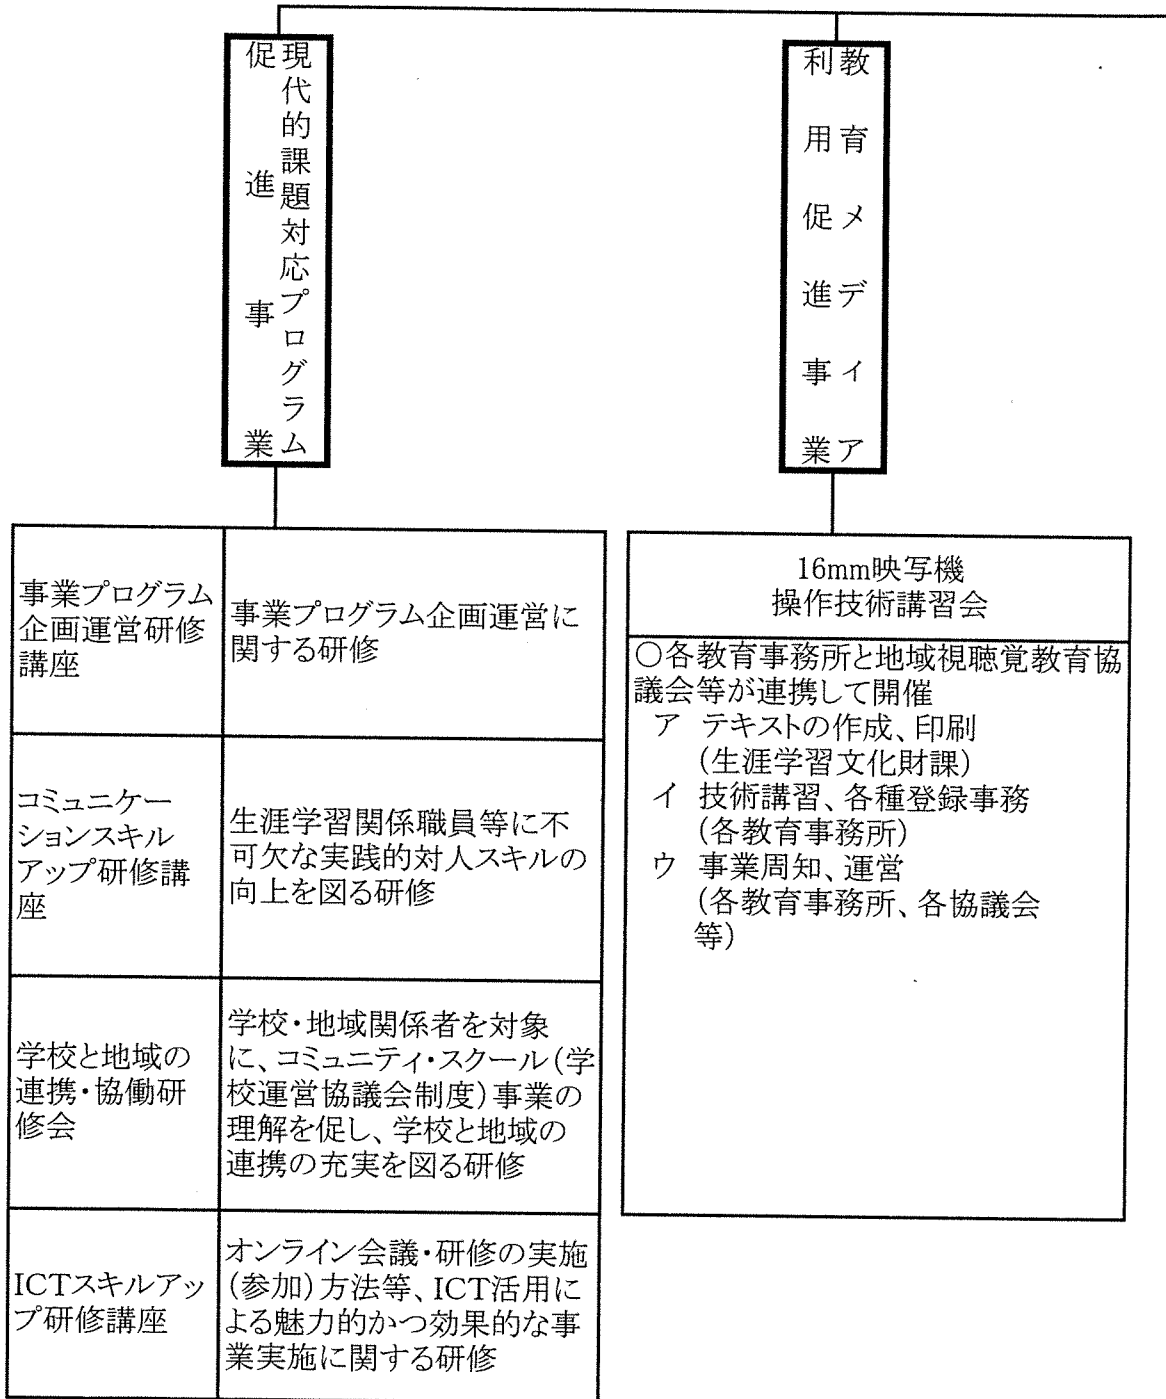 現代的課題対応プログラム
促進事業
教育メディア
利用促進事業
事業プログラム
企画運営研修
講座
事業プログラム企画運営に
関する研修
コミュニケー
ションスキル
アップ研修講
座
生涯学習関係職員等に不
可欠な実践的対人スキルの
向上を図る研修
学校と地域の
連携・協働研
修会
学校・地域関係者を対象
に、コミュニティ・スクール(学
校運営協議会制度)事業の
理解を促し、学校と地域の
連携の充実を図る研修
ICTスキルアッ
プ研修講座
オンライン会議・研修の実施
(参加)方法等、ICT活用に
よる魅力的かつ効果的な事
業実施に関する研修
16mm映写機
操作技術講習会
○各教育事務所と地域視聴覚教育協
議会等が連携して開催
ア テキストの作成、印刷
(生涯学習文化財課)
イ 技術講習、各種登録事務
(各教育事務所)
ウ 事業周知、運営
(各教育事務所、各協議会
等)